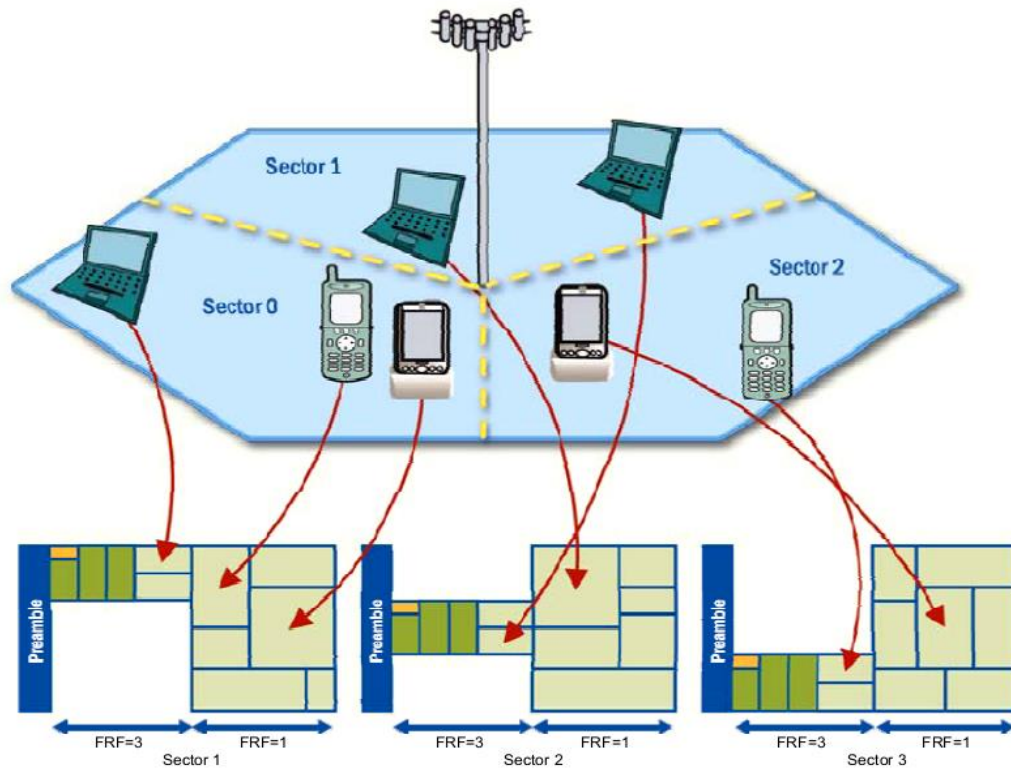 Sector 1
Sector 2
Sector 0
Preamble
Preamble
Preamble
FRF=3 FRF=1 FRF=3 FRF=1 FRF=3 FRF=1
Sector 1 Sector 2 Sector 3